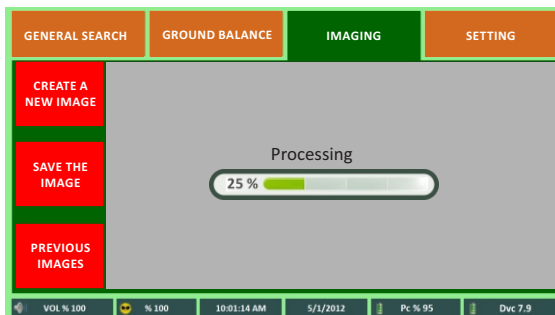 GENERAL SEARCH
GROUND BALANCE
IMAGING
SETTING
CREATE A
NEW IMAGE
SAVE THE
IMAGE
PREVIOUS
IMAGES
Processing
25 %
VOL % 100
% 100
10:01:14 AM
5/1/2012
Pc % 95
Dvc 7.9